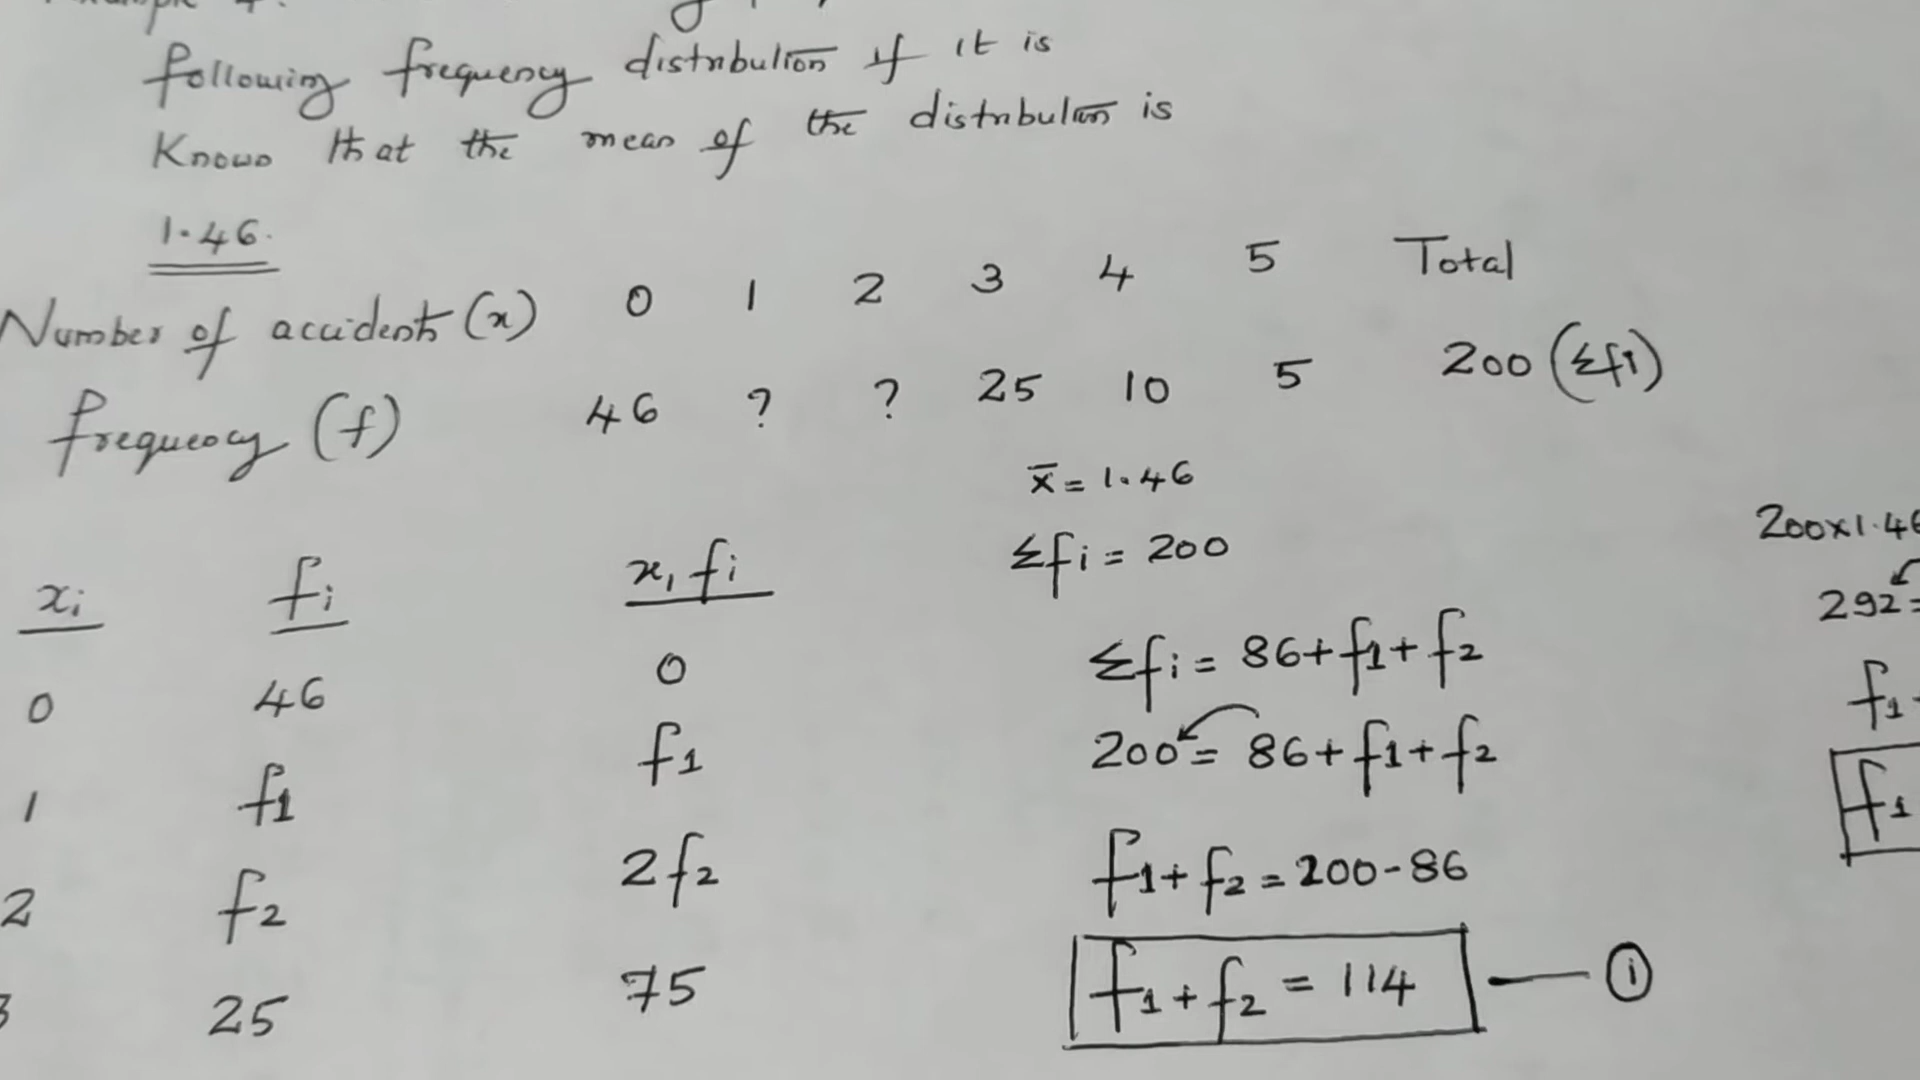 following frequency distribution if it is
known that the mean of the distribution is
1.46.
Number of accidents (x) 0 1 2 3 4 5 Total
frequency (f) 46 ? ? 25 10 5 200 (Σfi)
x̄ = 1.46
Σfi = 200
xi fi xi fi
0 46 0
1 f1 f1
2 f2 2f2
3 25 75
Σfi = 86+f1+f2
200 = 86+f1+f2
f1+f2 = 200-86
f1+f2 = 114 — ①
200x1.46
292=
f1+
f1